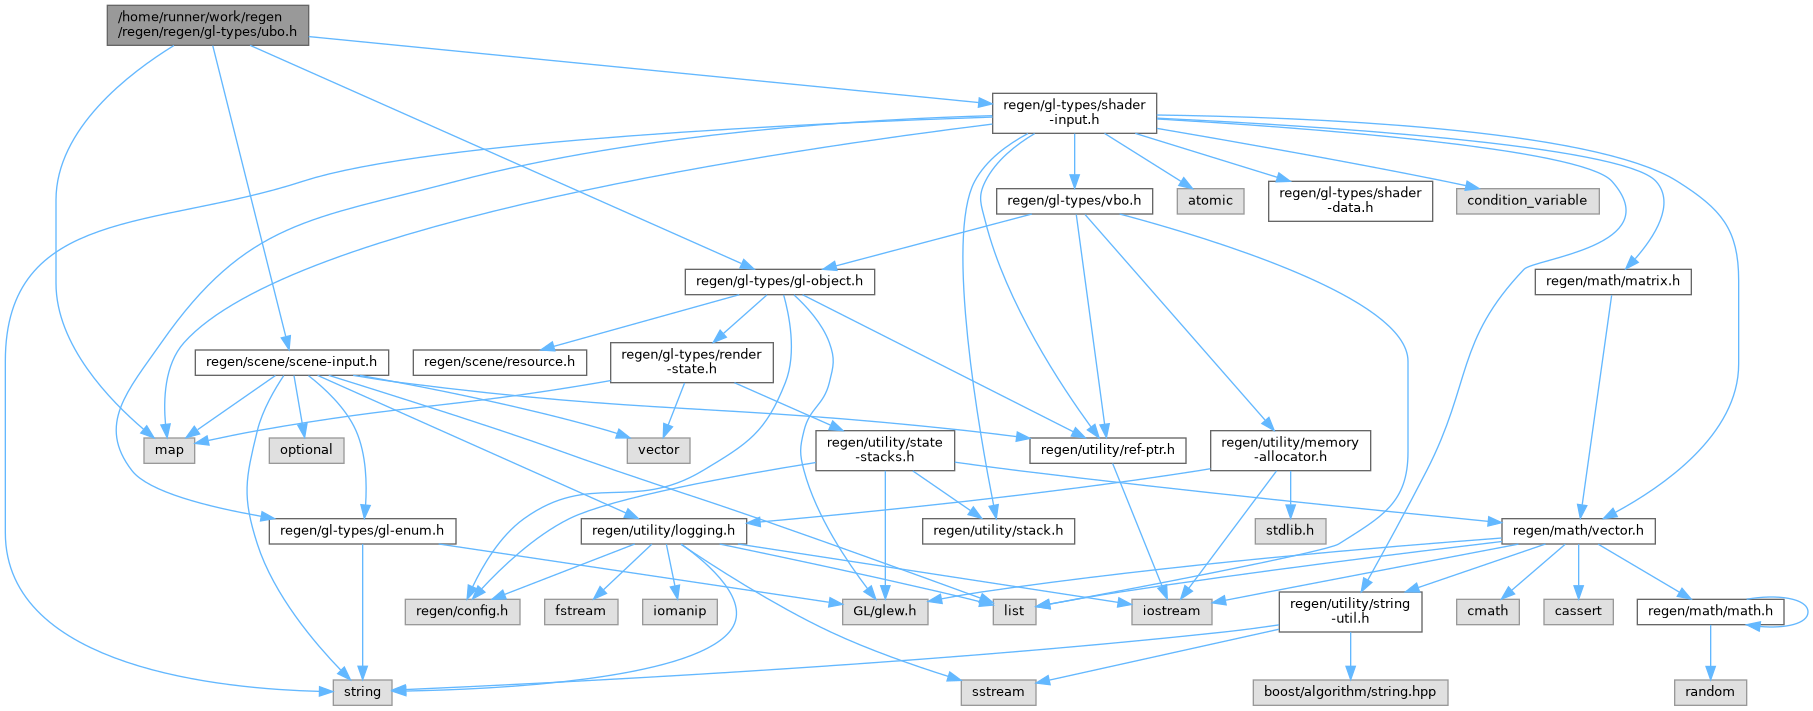 /home/runner/work/regen
/regen/regen/gl-types/ubo.h
regen/gl-types/shader
-input.h
regen/gl-types/vbo.h
atomic
regen/gl-types/shader
-data.h
condition_variable
regen/gl-types/gl-object.h
regen/math/matrix.h
regen/scene/scene-input.h
regen/scene/resource.h
regen/gl-types/render
-state.h
map
optional
vector
regen/utility/state
-stacks.h
regen/utility/ref-ptr.h
regen/utility/memory
-allocator.h
regen/gl-types/gl-enum.h
regen/utility/logging.h
regen/utility/stack.h
stdlib.h
regen/math/vector.h
regen/config.h
fstream
iomanip
GL/glew.h
list
iostream
regen/utility/string
-util.h
cmath
cassert
regen/math/math.h
string
sstream
boost/algorithm/string.hpp
random